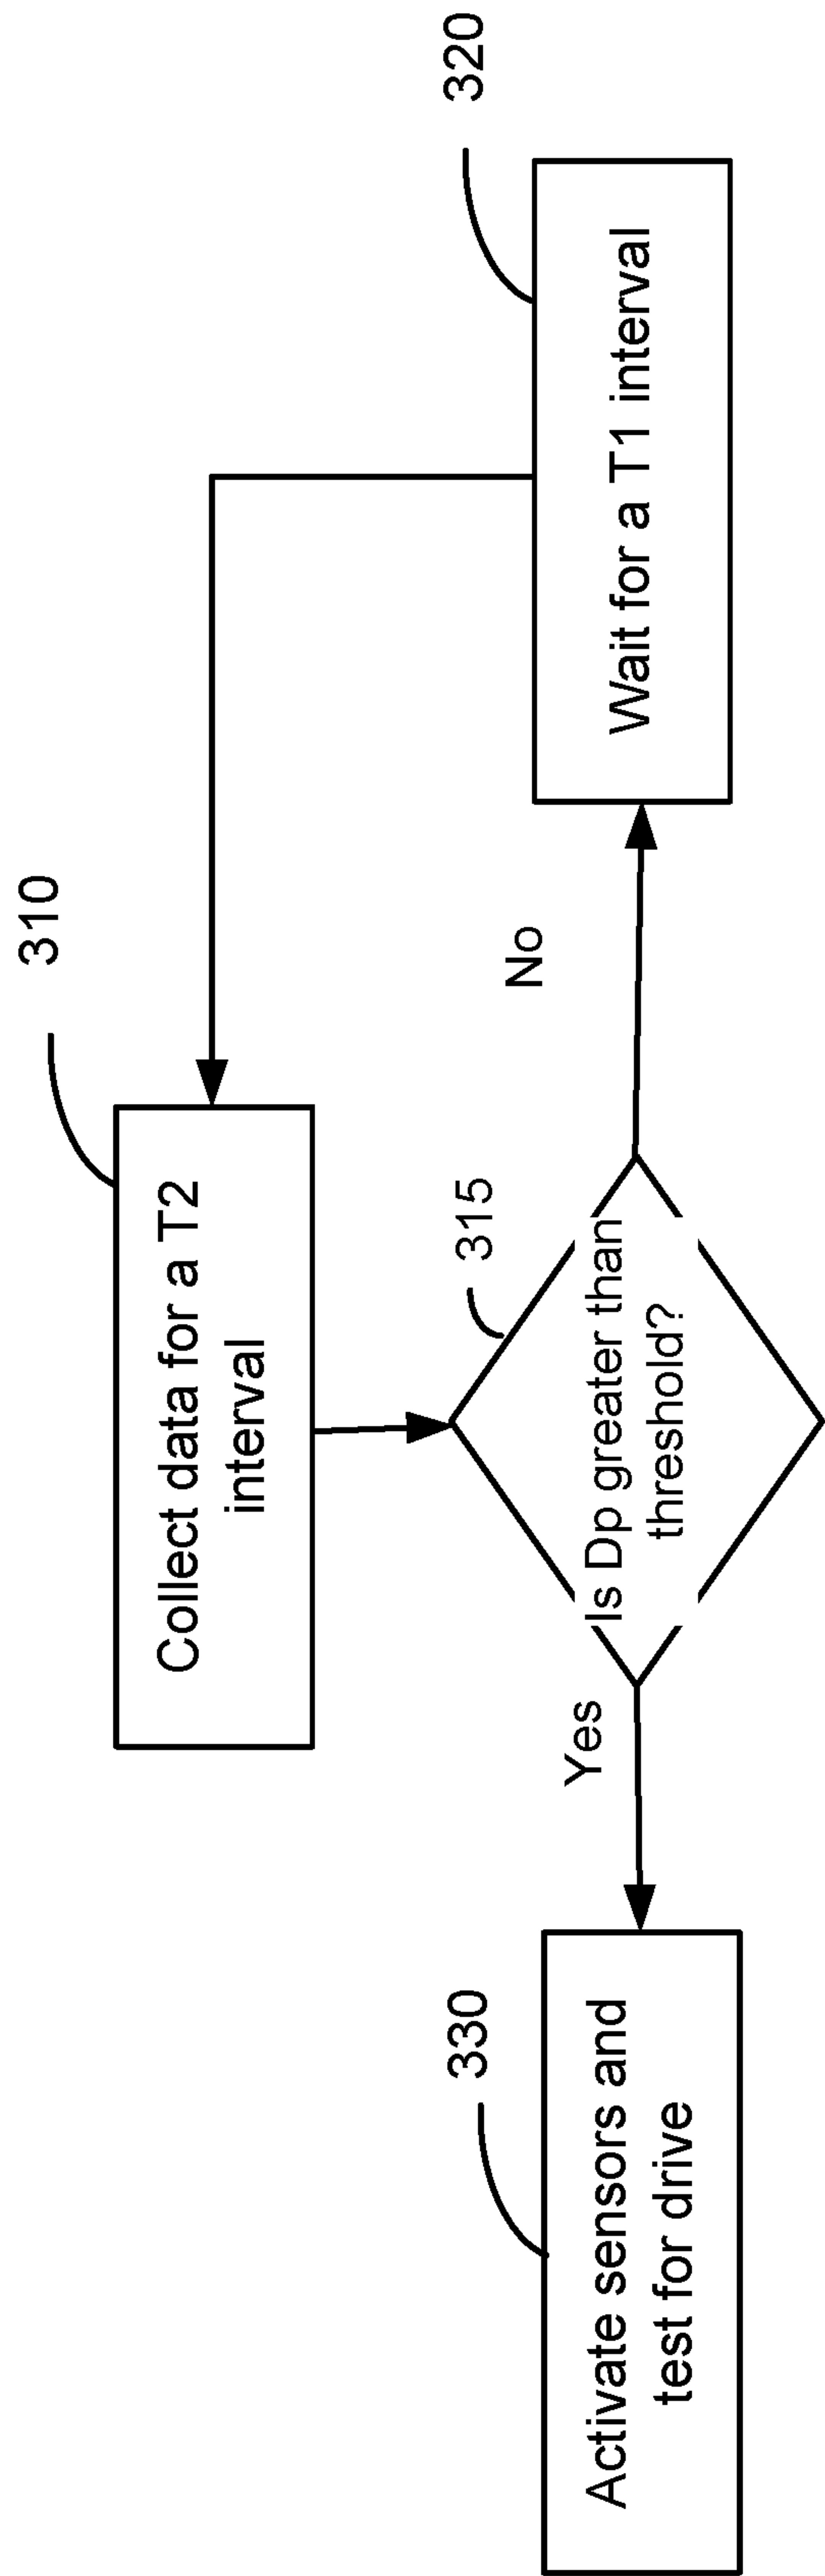 310
Collect data for a T2
interval
315
Is Dp greater than
threshold?
Yes
No
330
Activate sensors and
test for drive
320
Wait for a T1 interval